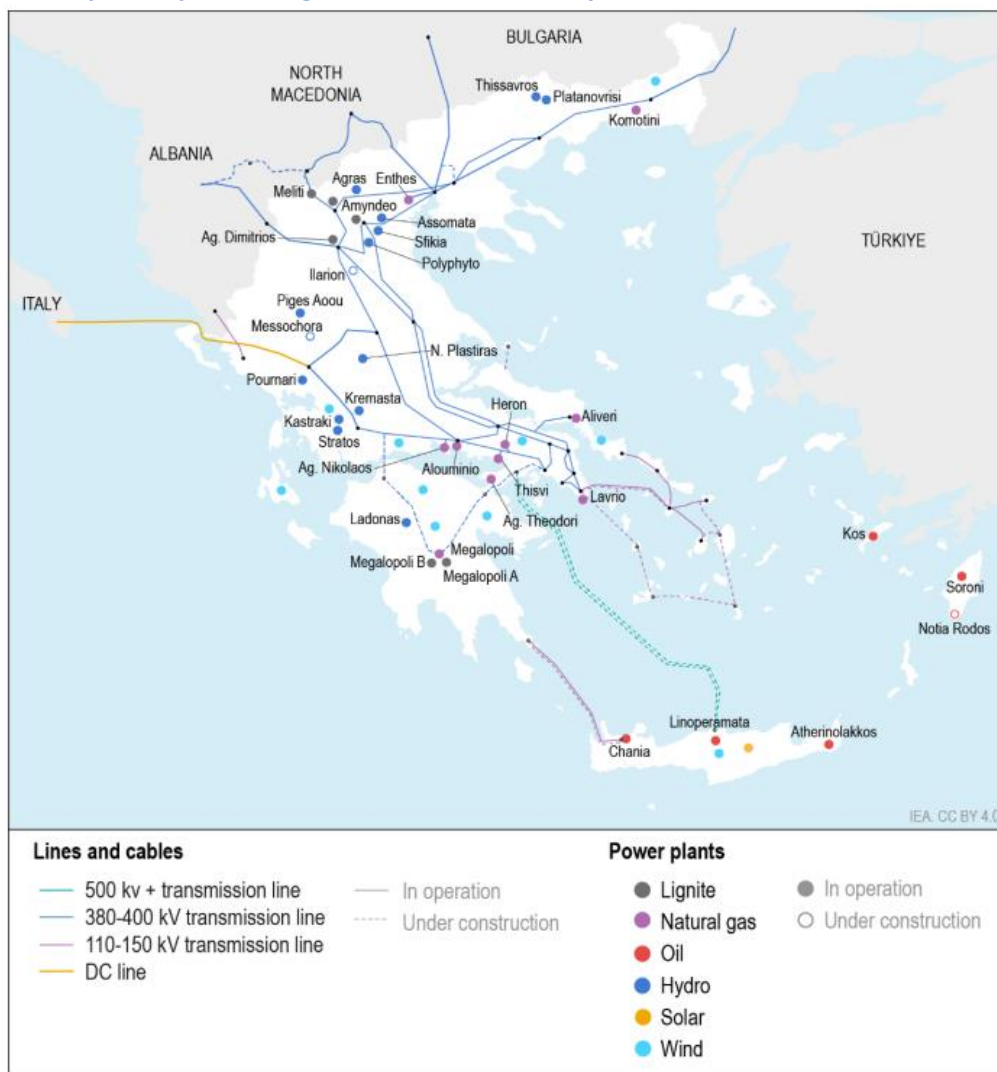 BULGARIA
NORTH
MACEDONIA
Thissavros
Platanovrisi
Komotini
ALBANIA
Agras
Enthes
Meliti
Amyndeo
Assomata
Ag. Dimitrios
Sfikia
TÜRKIYE
Polyphyto
Ilarion
ITALY
Piges Aoou
Messochora
N. Plastiras
Pournari
Kremasta
Heron
Aliveri
Kastraki
Stratos
Ag. Nikolaos
Alouminio
Thisvi
Lavrio
Ladonas
Ag. Theodori
Kos
Megalopoli
Megalopoli B
Megalopoli A
Soroni
Notia Rodos
Linoperamata
Atherinolakkos
Chania
IEA. CC BY 4.0
Lines and cables
500 kv + transmission line
380-400 kV transmission line
110-150 kV transmission line
DC line
In operation
Under construction
Power plants
Lignite
Natural gas
Oil
Hydro
Solar
Wind
In operation
Under construction